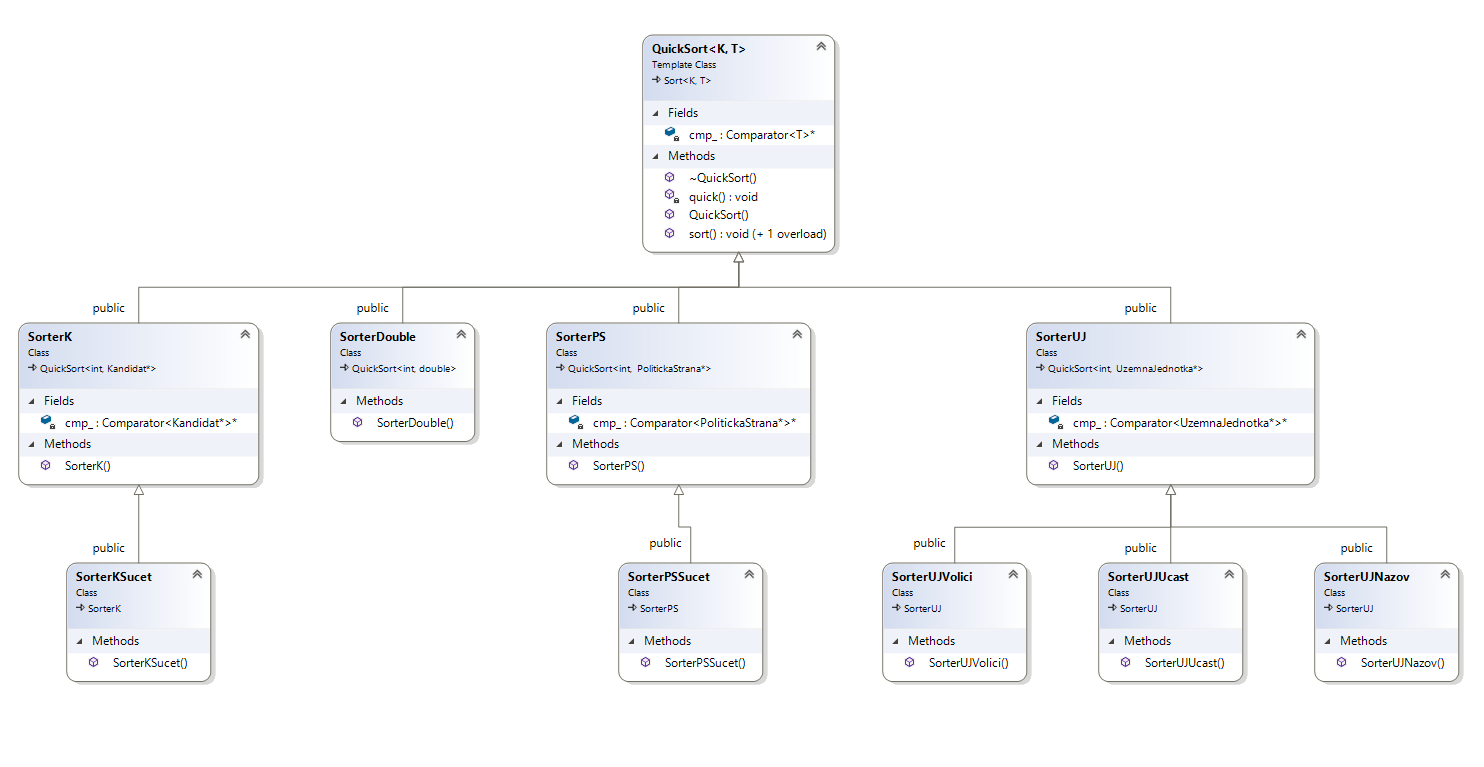 QuickSort<K, T>
Template Class
Sort<K, T>
Fields
cmp_ : Comparator<T>*
Methods
~QuickSort()
quick() : void
QuickSort()
sort() : void (+ 1 overload)
public
public
public
public
SorterK
Class
QuickSort<int, Kandidat*>
Fields
cmp_ : Comparator<Kandidat*>*
Methods
SorterK()
SorterDouble
Class
QuickSort<int, double>
Methods
SorterDouble()
SorterPS
Class
QuickSort<int, PolitickaStrana*>
Fields
cmp_ : Comparator<PolitickaStrana*>*
Methods
SorterPS()
SorterUJ
Class
QuickSort<int, UzemnaJednotka*>
Fields
cmp_ : Comparator<UzemnaJednotka*>*
Methods
SorterUJ()
public
public
public
public
public
SorterKSucet
Class
SorterK
Methods
SorterKSucet()
SorterPSSucet
Class
SorterPS
Methods
SorterPSSucet()
SorterUJVolici
Class
SorterUJ
Methods
SorterUJVolici()
SorterUJUcast
Class
SorterUJ
Methods
SorterUJUcast()
SorterUJNazov
Class
SorterUJ
Methods
SorterUJNazov()